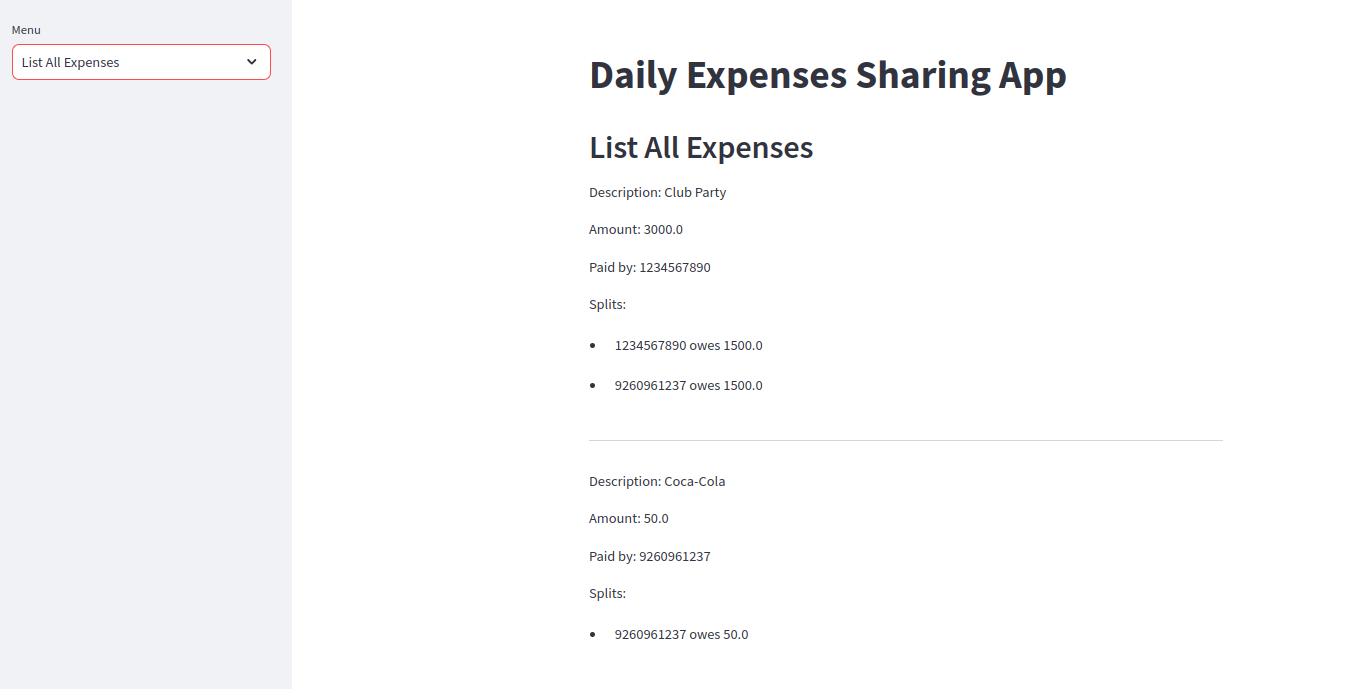 Menu
List All Expenses
Daily Expenses Sharing App
List All Expenses
Description: Club Party
Amount: 3000.0
Paid by: 1234567890
Splits:
1234567890 owes 1500.0
9260961237 owes 1500.0
Description: Coca-Cola
Amount: 50.0
Paid by: 9260961237
Splits:
9260961237 owes 50.0